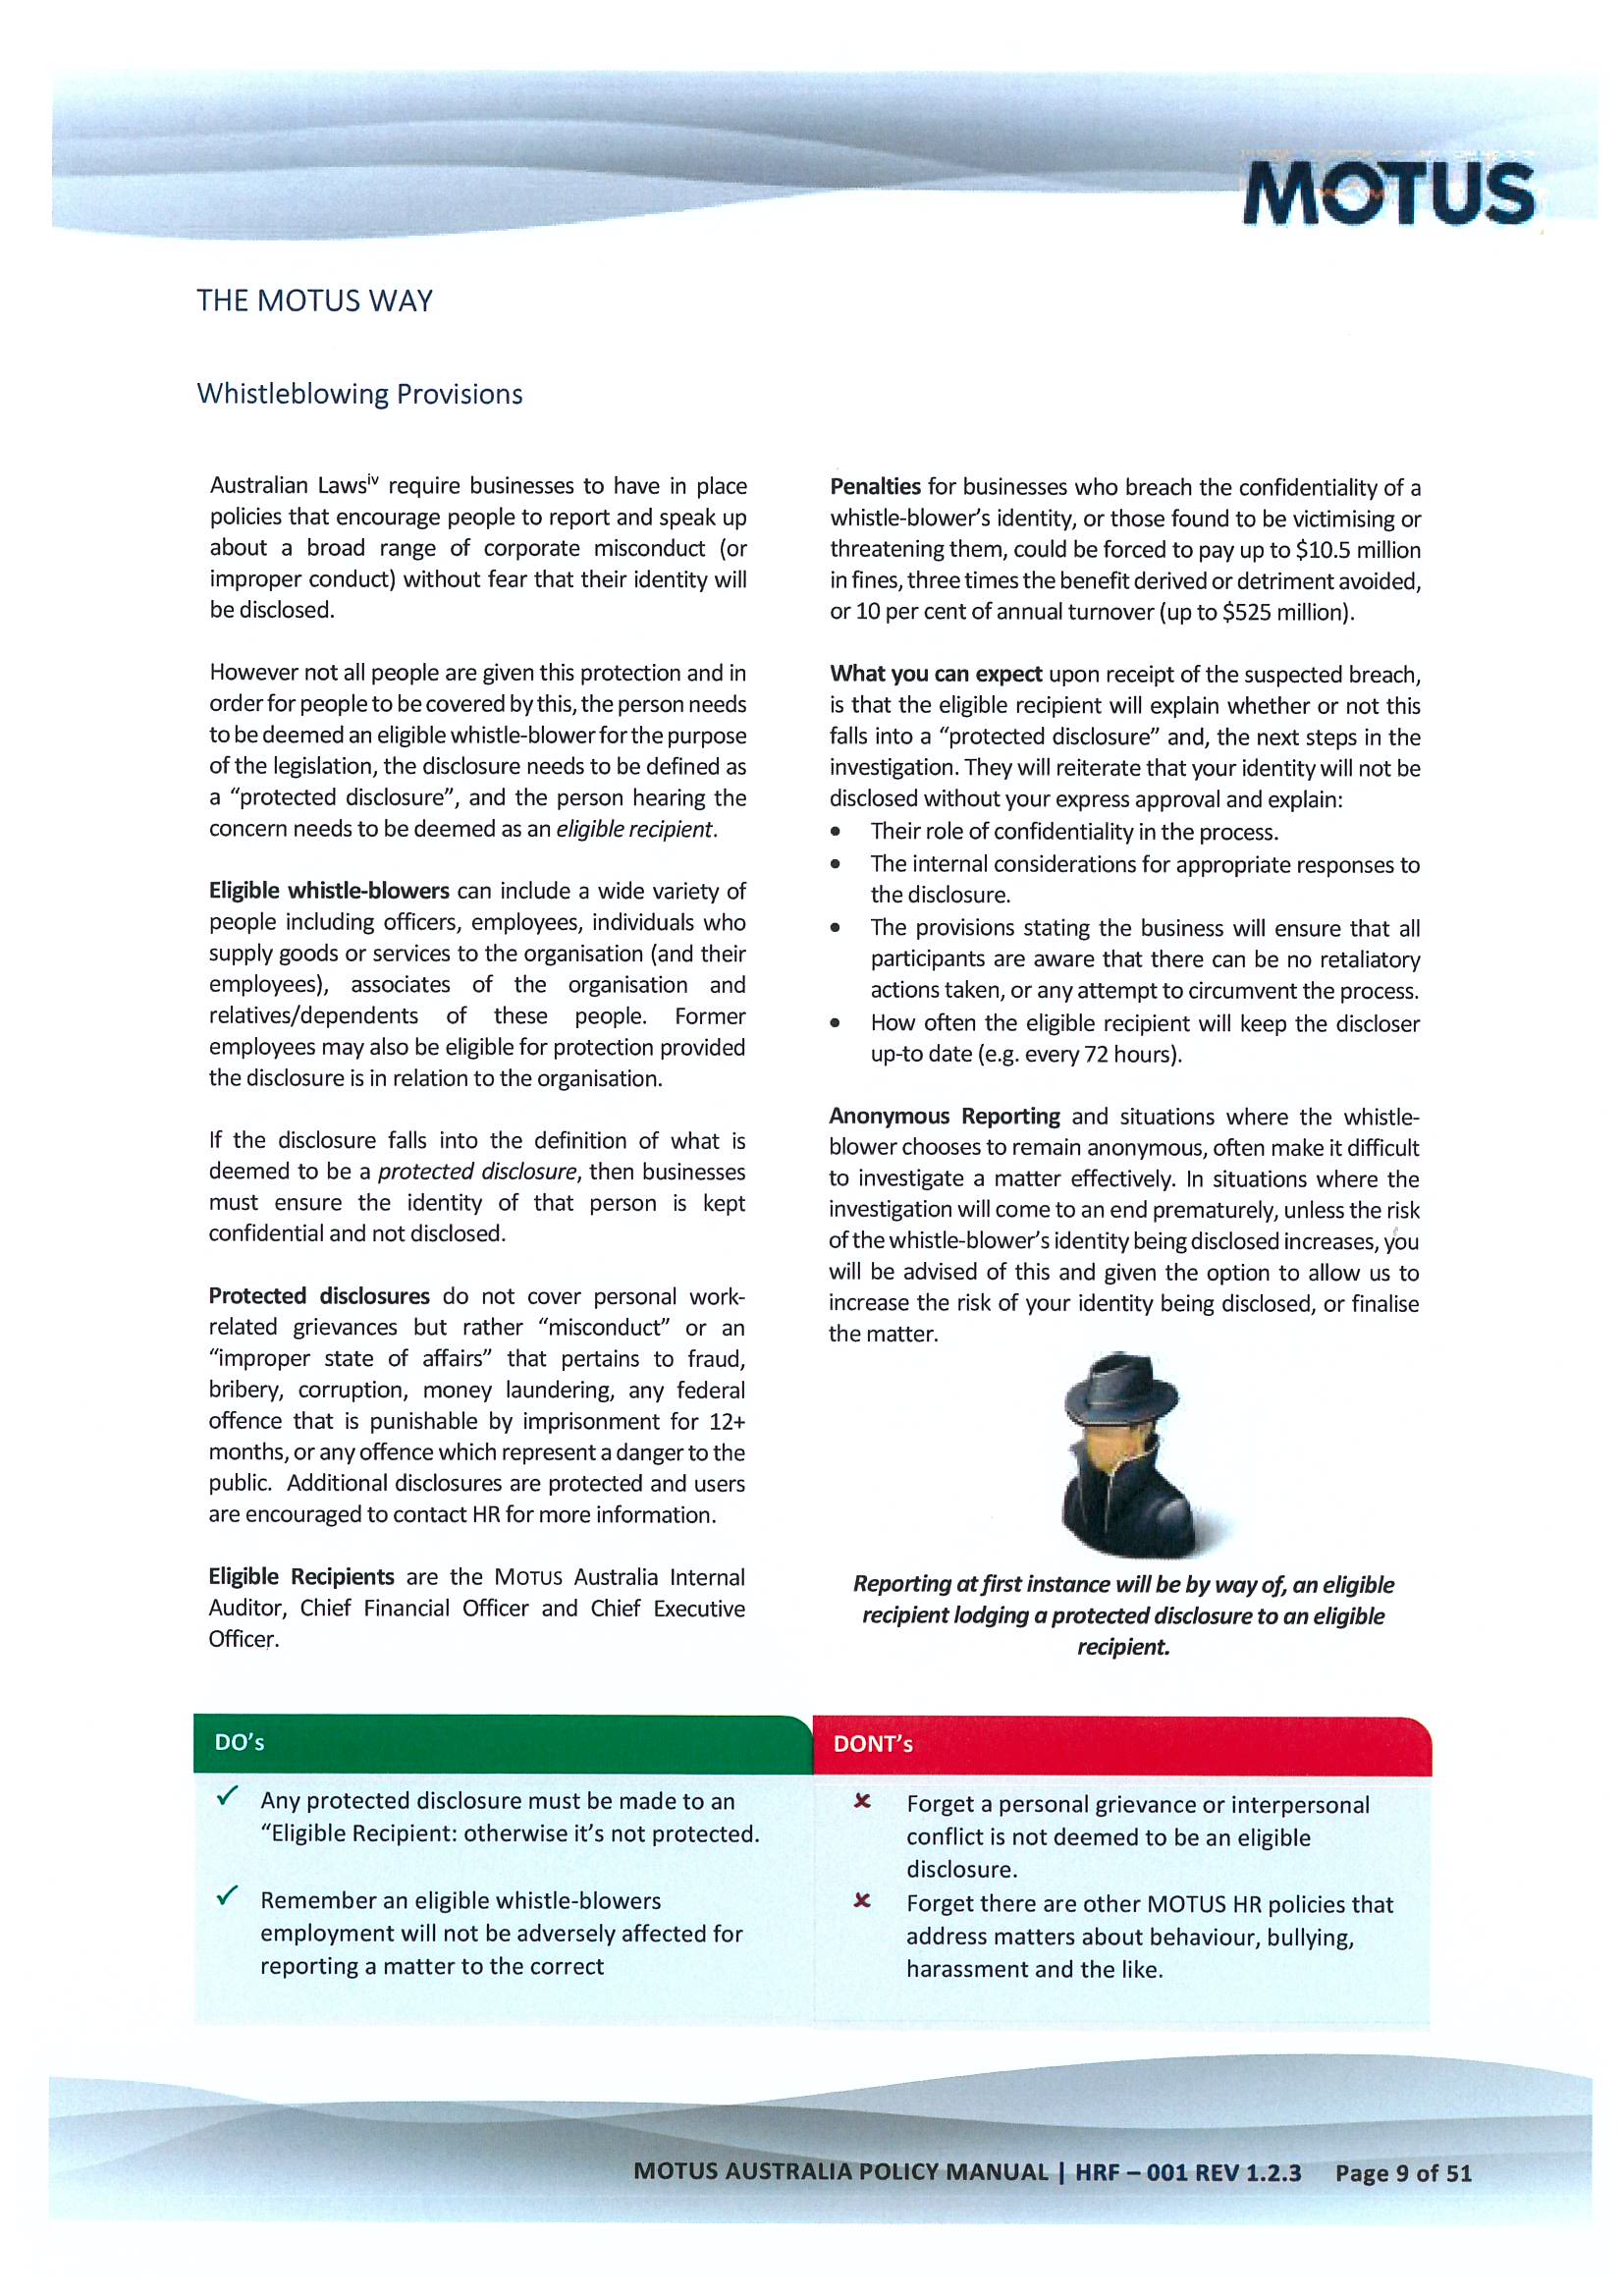 MOTUS
THE MOTUS WAY
Whistleblowing Provisions
Australian Lawsiv require businesses to have in place
policies that encourage people to report and speak up
about a broad range of corporate misconduct (or
improper conduct) without fear that their identity will
be disclosed.
However not all people are given this protection and in
order for people to be covered by this, the person needs
to be deemed an eligible whistle-blower for the purpose
of the legislation, the disclosure needs to be defined as
a “protected disclosure”, and the person hearing the
concern needs to be deemed as an eligible recipient.
Eligible whistle-blowers can include a wide variety of
people including officers, employees, individuals who
supply goods or services to the organisation (and their
employees), associates of the organisation and
relatives/dependents of these people. Former
employees may also be eligible for protection provided
the disclosure is in relation to the organisation.
If the disclosure falls into the definition of what is
deemed to be a protected disclosure, then businesses
must ensure the identity of that person is kept
confidential and not disclosed.
Protected disclosures do not cover personal work-
related grievances but rather “misconduct” or an
“improper state of affairs” that pertains to fraud,
bribery, corruption, money laundering, any federal
offence that is punishable by imprisonment for 12+
months, or any offence which represent a danger to the
public. Additional disclosures are protected and users
are encouraged to contact HR for more information.
Eligible Recipients are the MOTUS Australia Internal
Auditor, Chief Financial Officer and Chief Executive
Officer.
Penalties for businesses who breach the confidentiality of a
whistle-blower’s identity, or those found to be victimising or
threatening them, could be forced to pay up to $10.5 million
in fines, three times the benefit derived or detriment avoided,
or 10 per cent of annual turnover (up to $525 million).
What you can expect upon receipt of the suspected breach,
is that the eligible recipient will explain whether or not this
falls into a “protected disclosure” and, the next steps in the
investigation. They will reiterate that your identity will not be
disclosed without your express approval and explain:
• Their role of confidentiality in the process.
• The internal considerations for appropriate responses to
the disclosure.
• The provisions stating the business will ensure that all
participants are aware that there can be no retaliatory
actions taken, or any attempt to circumvent the process.
• How often the eligible recipient will keep the discloser
up-to date (e.g. every 72 hours).
Anonymous Reporting and situations where the whistle-
blower chooses to remain anonymous, often make it difficult
to investigate a matter effectively. In situations where the
investigation will come to an end prematurely, unless the risk
of the whistle-blower’s identity being disclosed increases, you
will be advised of this and given the option to allow us to
increase the risk of your identity being disclosed, or finalise
the matter.
Reporting at first instance will be by way of, an eligible
recipient lodging a protected disclosure to an eligible
recipient.
DO’s
✓ Any protected disclosure must be made to an
“Eligible Recipient: otherwise it’s not protected.
✓ Remember an eligible whistle-blowers
employment will not be adversely affected for
reporting a matter to the correct
DONT’s
✗ Forget a personal grievance or interpersonal
conflict is not deemed to be an eligible
disclosure.
✗ Forget there are other MOTUS HR policies that
address matters about behaviour, bullying,
harassment and the like.
MOTUS AUSTRALIA POLICY MANUAL | HRF – 001 REV 1.2.3 Page 9 of 51